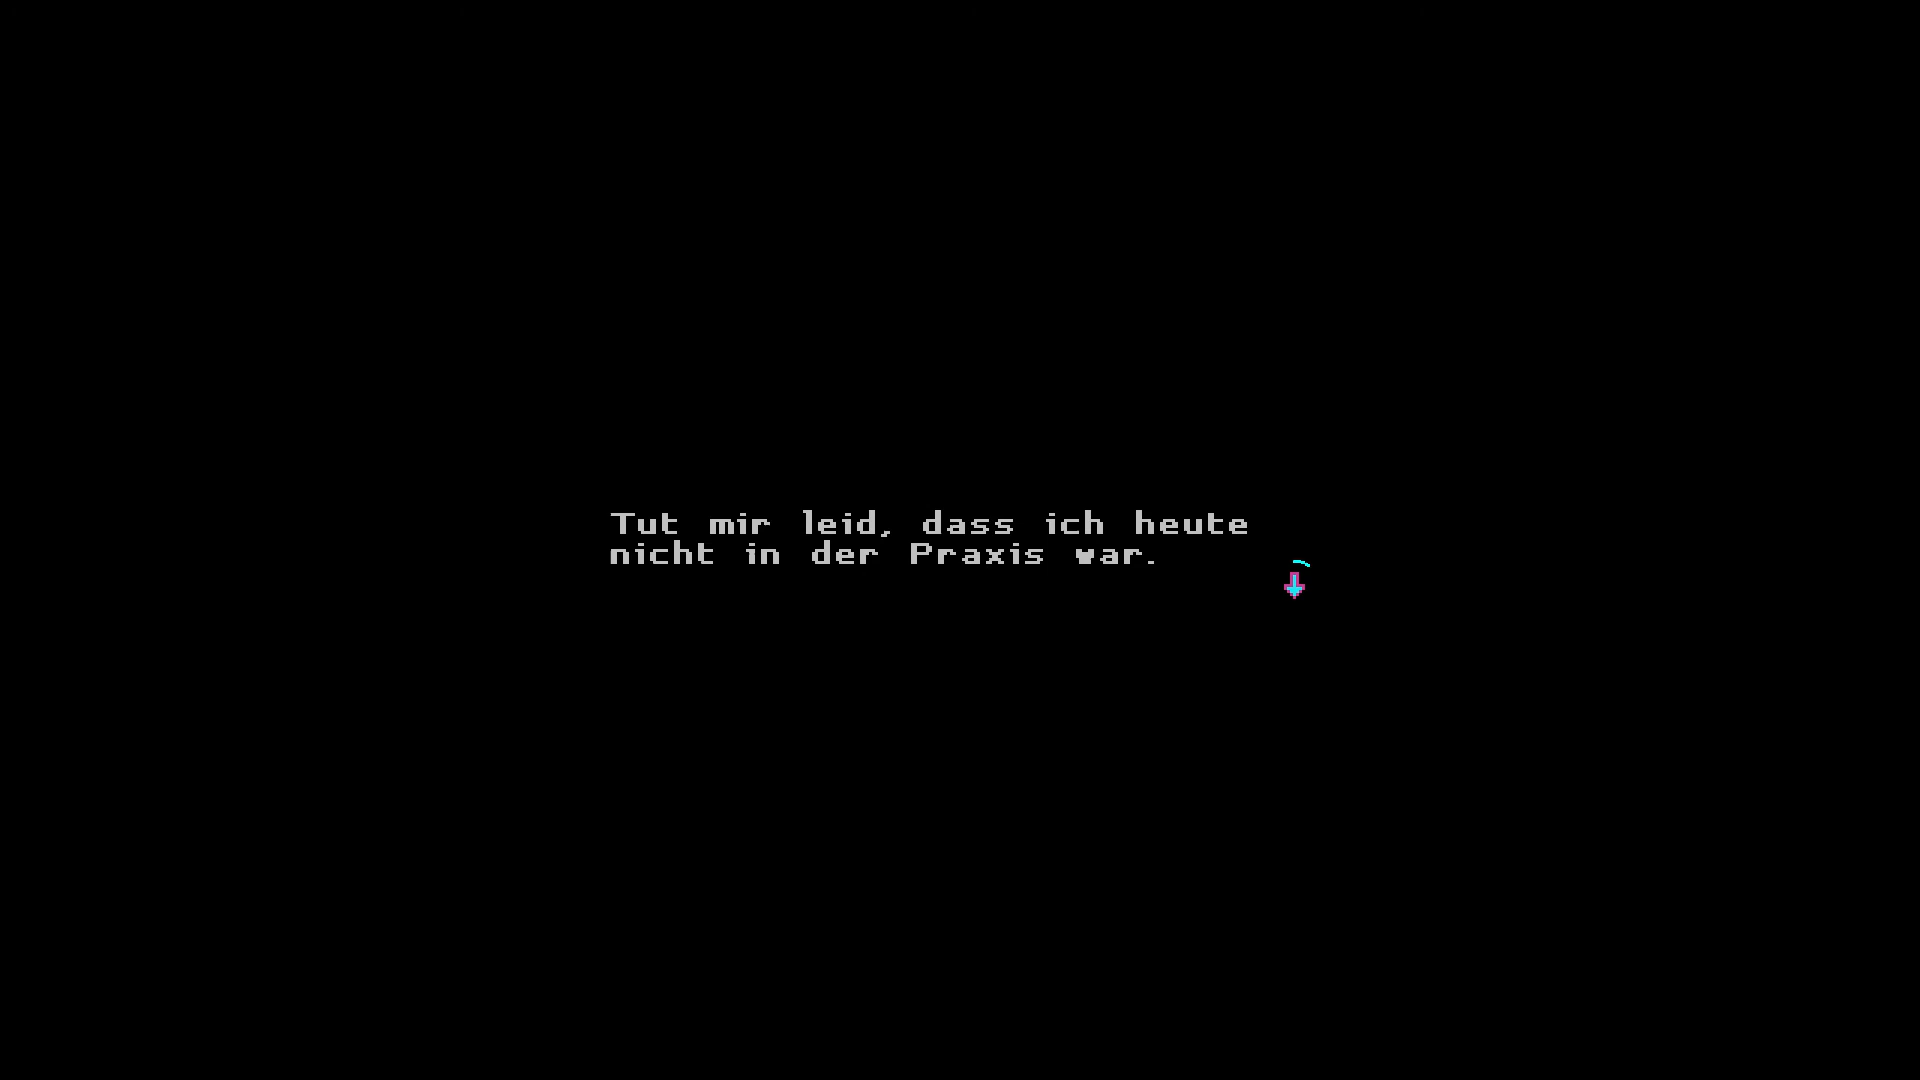 Tut mir leid, dass ich heute
nicht in der Praxis war.